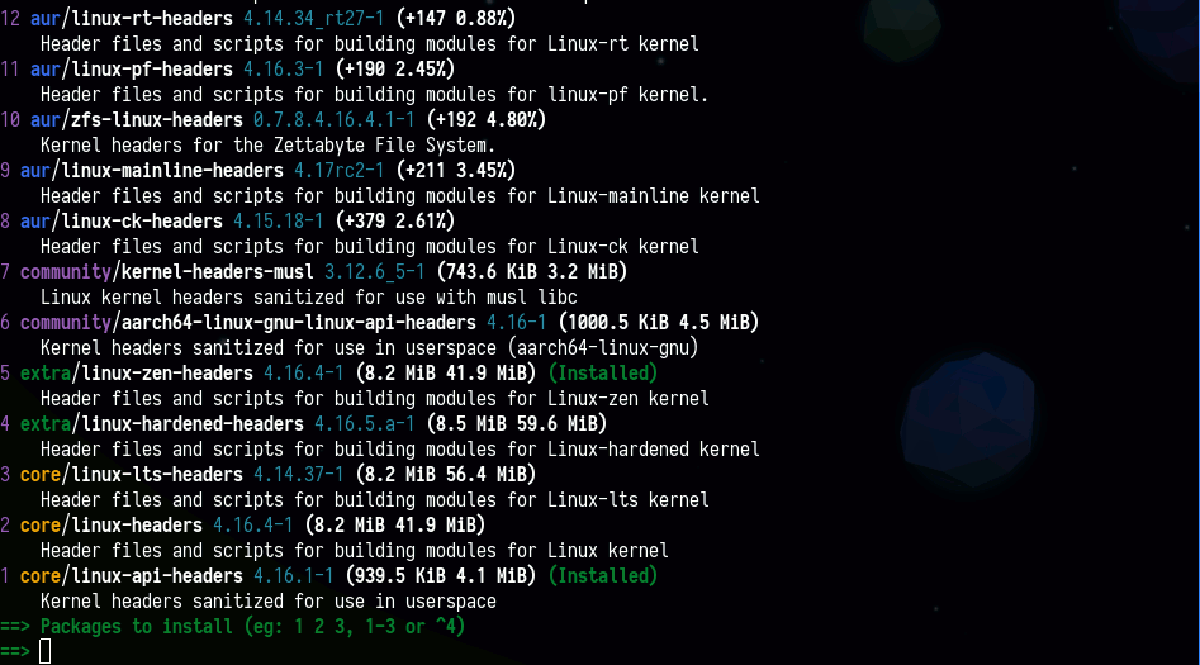 12 aur/linux-rt-headers 4.14.34_rt27-1 (+147 0.88%)
Header files and scripts for building modules for Linux-rt kernel
11 aur/linux-pf-headers 4.16.3-1 (+190 2.45%)
Header files and scripts for building modules for linux-pf kernel.
10 aur/zfs-linux-headers 0.7.8.4.16.4.1-1 (+192 4.80%)
Kernel headers for the Zettabyte File System.
9 aur/linux-mainline-headers 4.17rc2-1 (+211 3.45%)
Header files and scripts for building modules for Linux-mainline kernel
8 aur/linux-ck-headers 4.15.18-1 (+379 2.61%)
Header files and scripts for building modules for Linux-ck kernel
7 community/kernel-headers-musl 3.12.6_5-1 (743.6 KiB 3.2 MiB)
Linux kernel headers sanitized for use with musl libc
6 community/aarch64-linux-gnu-linux-api-headers 4.16-1 (1000.5 KiB 4.5 MiB)
Kernel headers sanitized for use in userspace (aarch64-linux-gnu)
5 extra/linux-zen-headers 4.16.4-1 (8.2 MiB 41.9 MiB) (Installed)
Header files and scripts for building modules for Linux-zen kernel
4 extra/linux-hardened-headers 4.16.5.a-1 (8.5 MiB 59.6 MiB)
Header files and scripts for building modules for Linux-hardened kernel
3 core/linux-lts-headers 4.14.37-1 (8.2 MiB 56.4 MiB)
Header files and scripts for building modules for Linux-lts kernel
2 core/linux-headers 4.16.4-1 (8.2 MiB 41.9 MiB)
Header files and scripts for building modules for Linux kernel
1 core/linux-api-headers 4.16.1-1 (939.5 KiB 4.1 MiB) (Installed)
Kernel headers sanitized for use in userspace
==> Packages to install (eg: 1 2 3, 1-3 or ^4)
==>